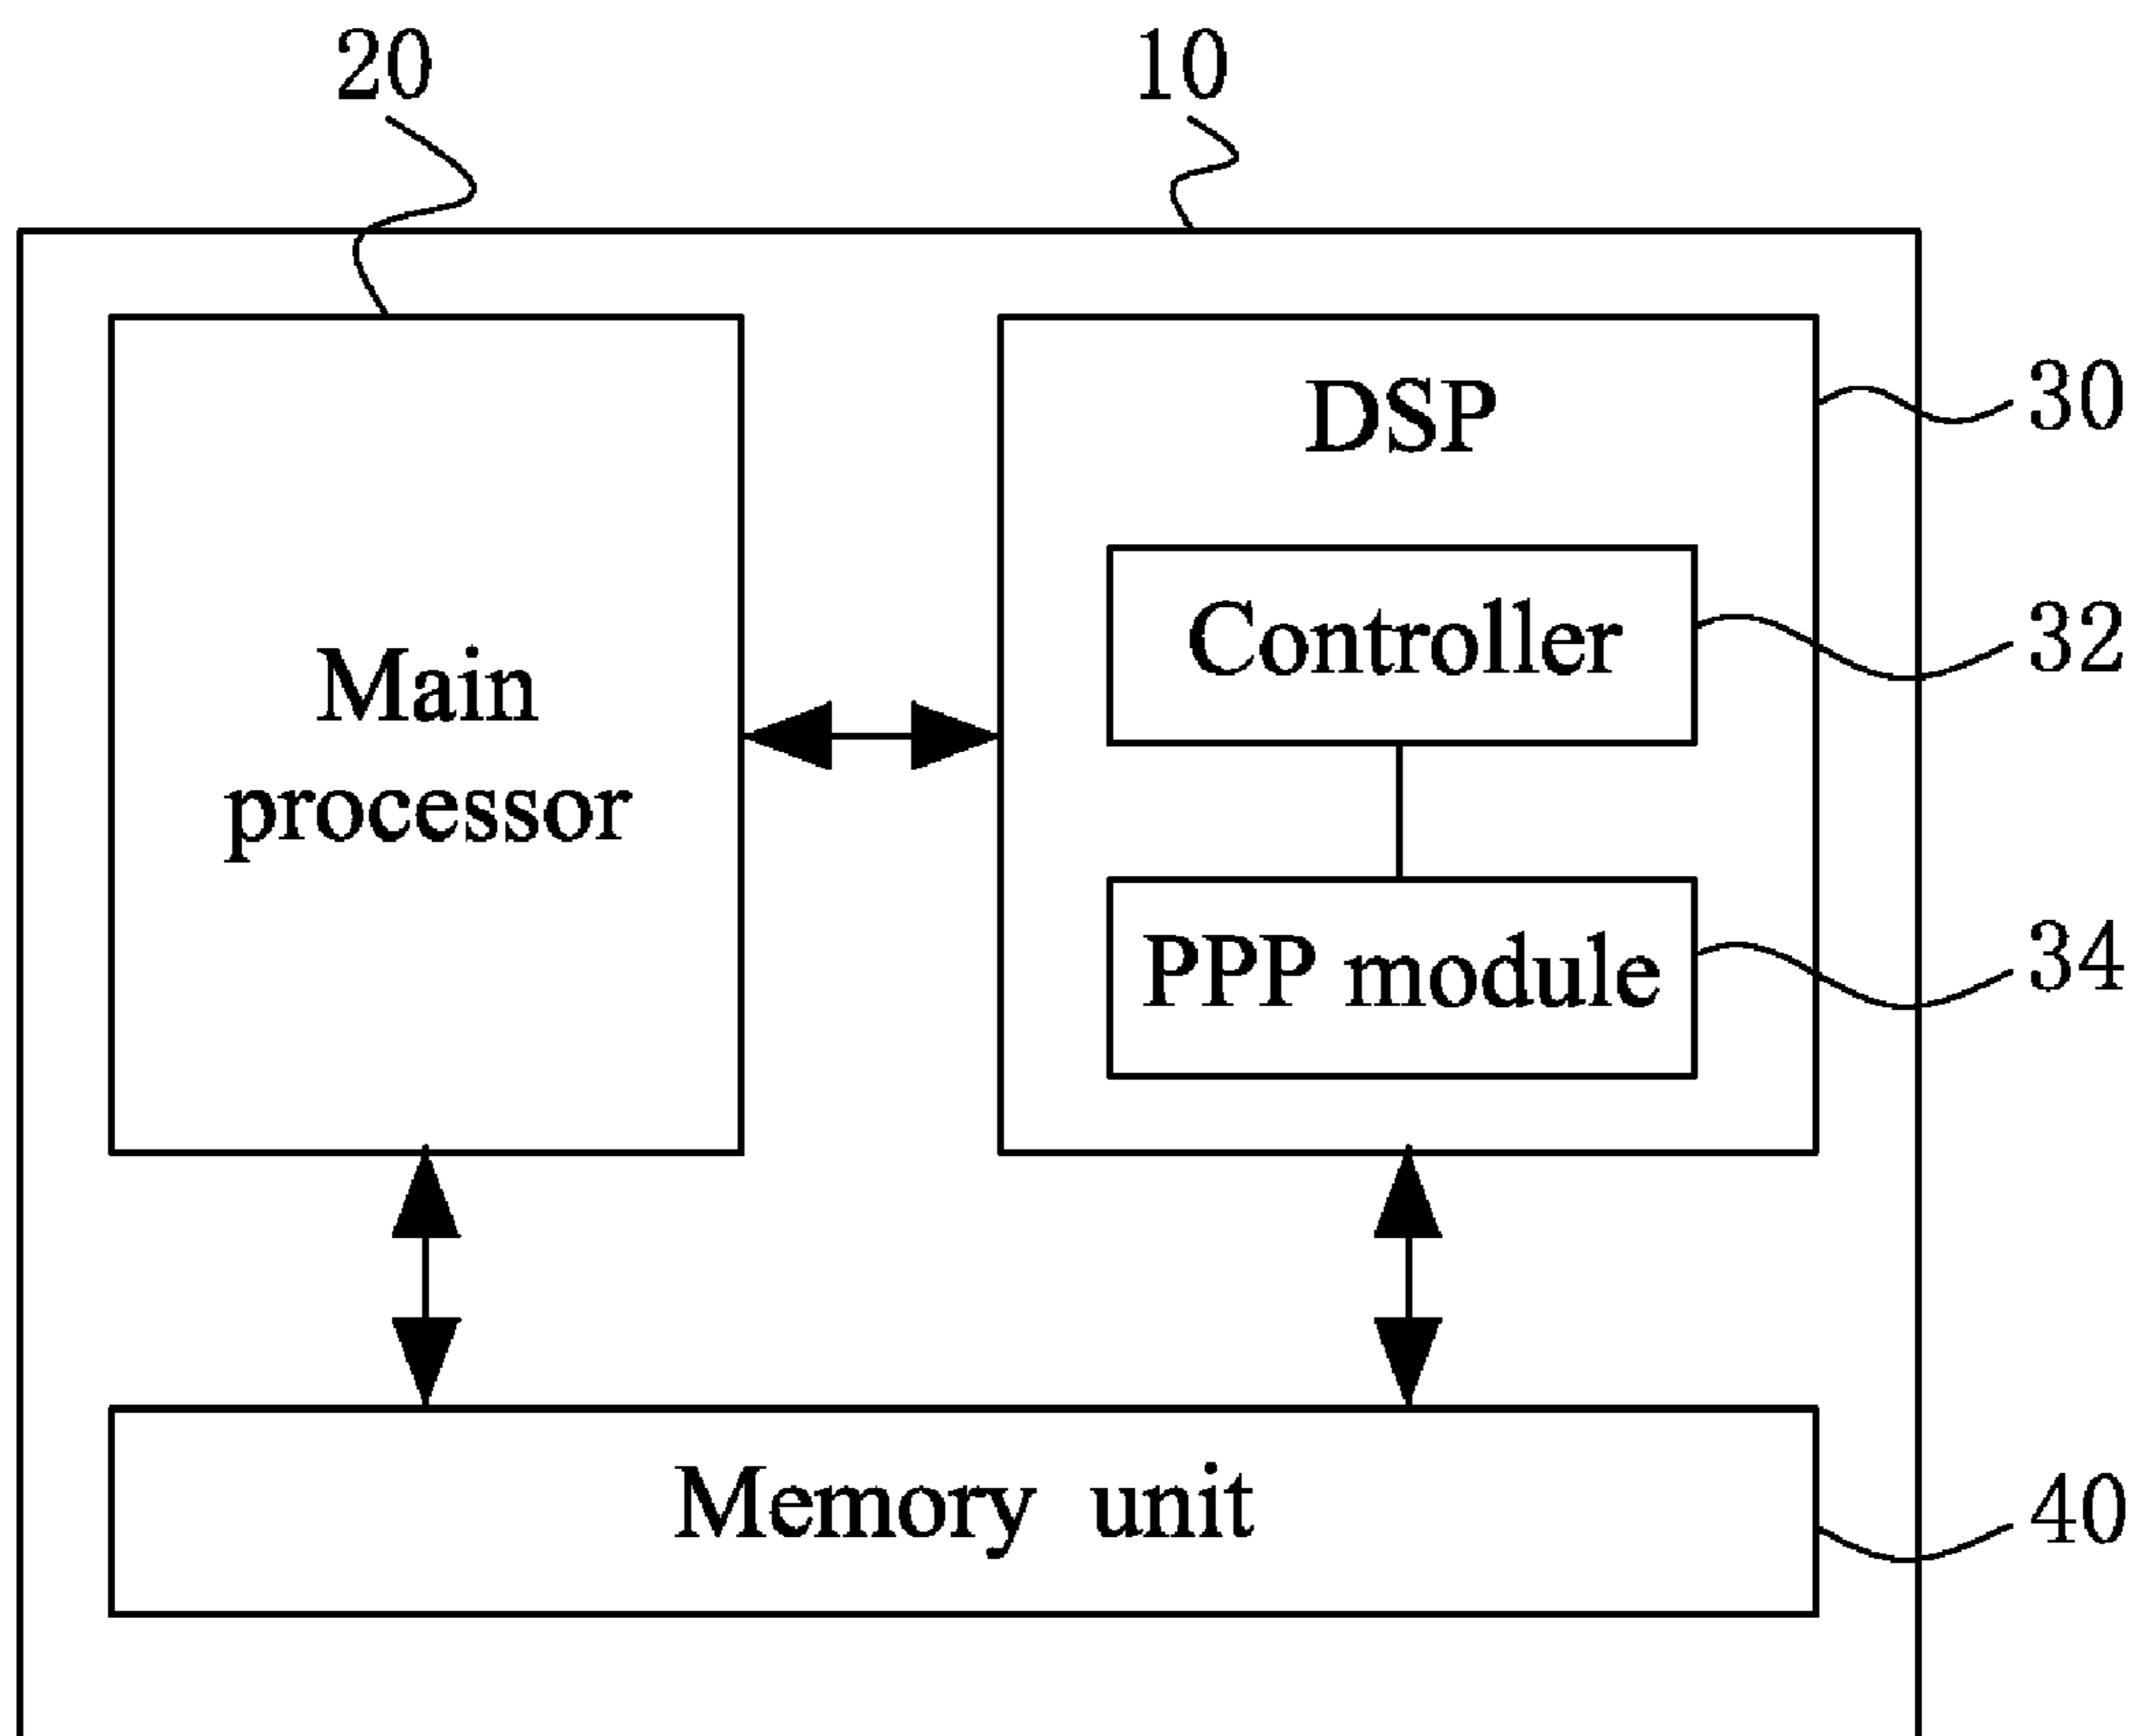 20
10
DSP
30
Controller
32
Main
processor
PPP module
34
Memory unit
40